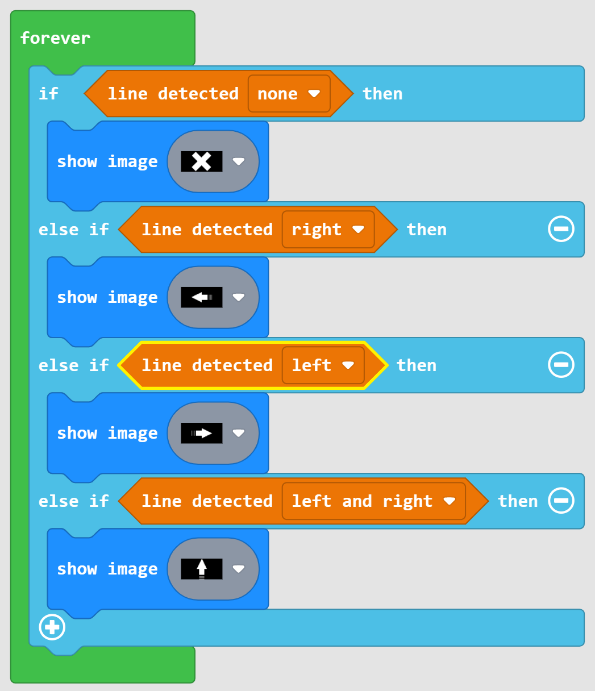 forever
if line detected none then
show image
else if line detected right then
show image
else if line detected left then
show image
else if line detected left and right then
show image